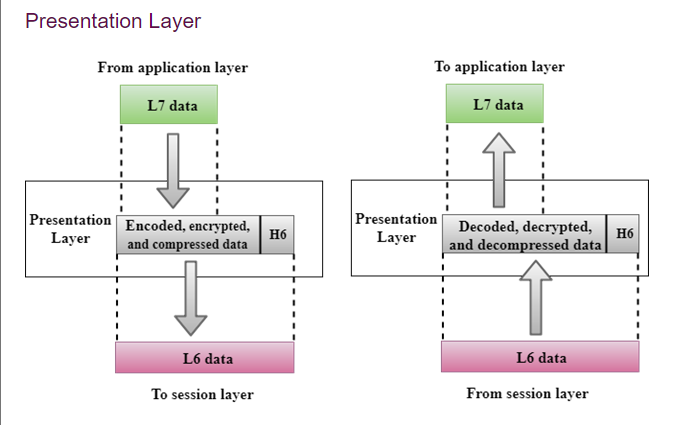 Presentation Layer
From application layer
L7 data
Presentation
Layer
Encoded, encrypted,
and compressed data
H6
L6 data
To session layer
To application layer
L7 data
Presentation
Layer
Decoded, decrypted,
and decompressed data
H6
L6 data
From session layer